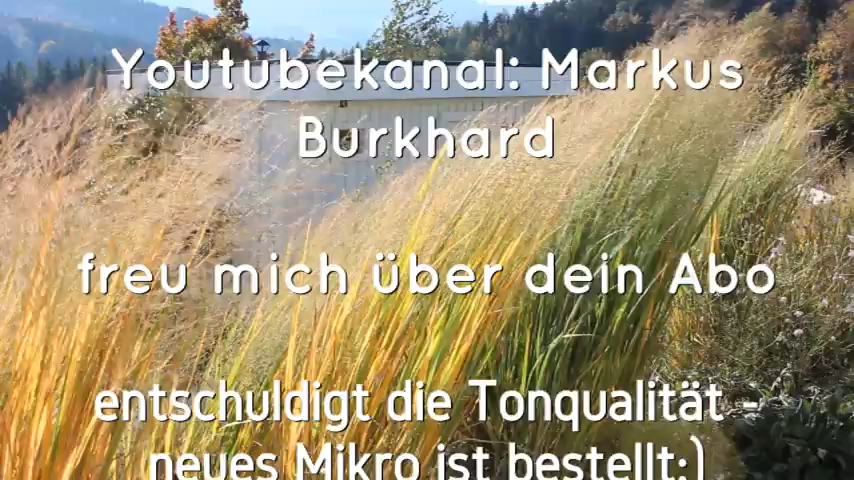 Youtubekanal: Markus
Burkhard
freu mich über dein Abo
entschuldigt die Tonqualität -
neues Mikro ist bestellt:)